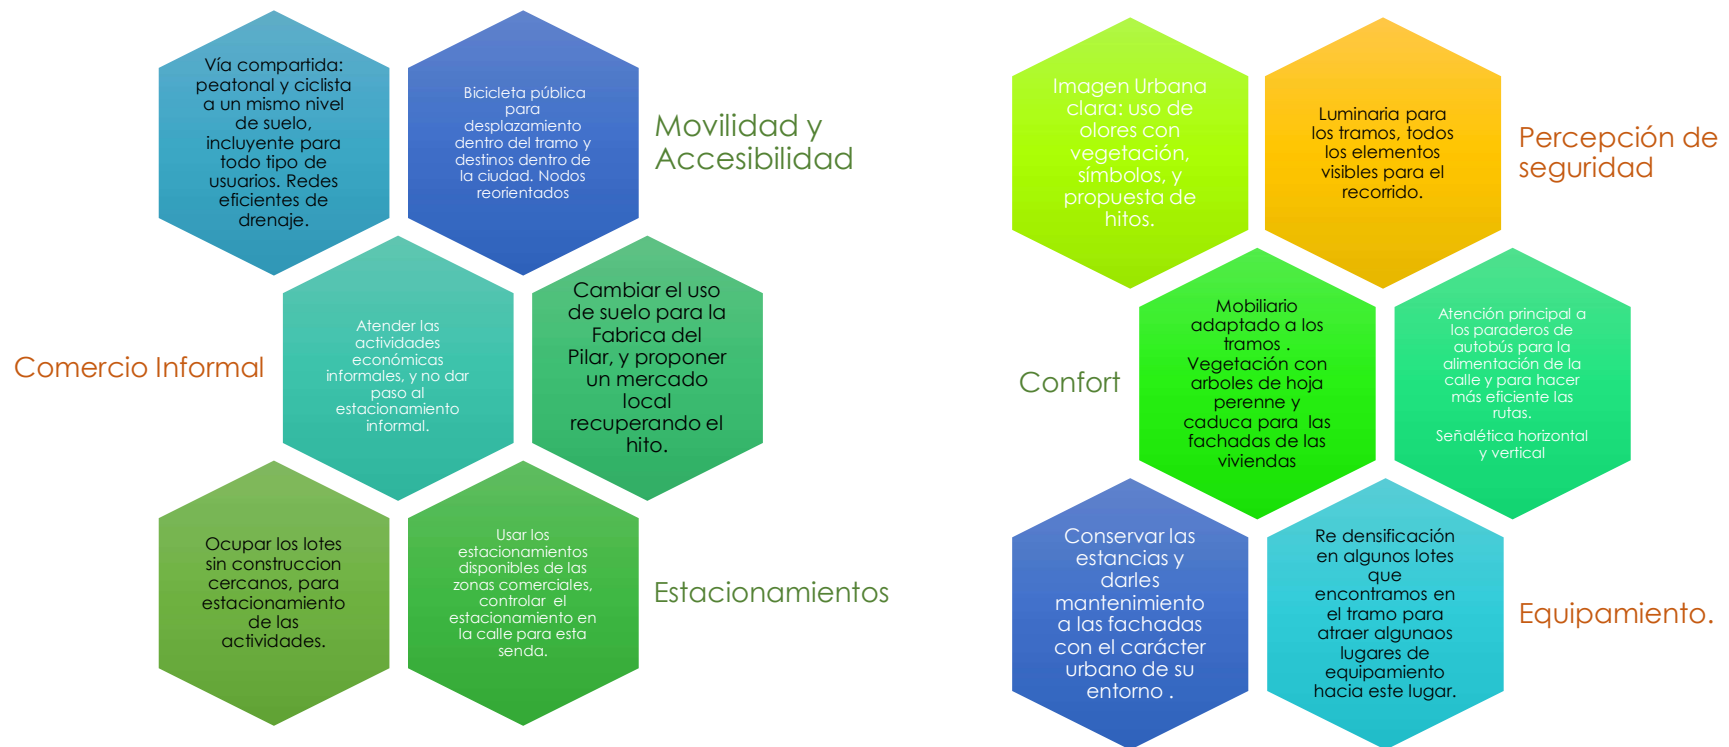 Vía compartida:
peatonal y ciclista
a un mismo nivel
de suelo,
incluyente para
todo tipo de
usuarios. Redes
eficientes de
drenaje.
Bicicleta pública
para
desplazamiento
dentro del tramo y
destinos dentro de
la ciudad. Nodos
reorientados
Movilidad y
Accesibilidad
Comercio Informal
Atender las
actividades
económicas
informales, y no dar
paso al
estacionamiento
informal.
Cambiar el uso
de suelo para la
Fabrica del
Pilar, y proponer
un mercado
local
recuperando el
hito.
Ocupar los lotes
sin construccion
cercanos, para
estacionamiento
de las
actividades.
Usar los
estacionamientos
disponibles de las
zonas comerciales,
controlar el
estacionamiento en
la calle para esta
senda.
Estacionamientos
Imagen Urbana
clara: uso de
olores con
vegetación,
símbolos, y
propuesta de
hitos.
Luminaria para
los tramos, todos
los elementos
visibles para el
recorrido.
Percepción de
seguridad
Confort
Mobiliario
adaptado a los
tramos .
Vegetación con
arboles de hoja
perenne y
caduca para las
fachadas de las
viviendas
Atención principal a
los paraderos de
autobús para la
alimentación de la
calle y para hacer
más eficiente las
rutas.
Señalética horizontal
y vertical
Conservar las
estancias y
darles
mantenimiento
a las fachadas
con el carácter
urbano de su
entorno .
Re densificación
en algunos lotes
que
encontramos en
el tramo para
atraer algunaos
lugares de
equipamiento
hacia este lugar.
Equipamiento.